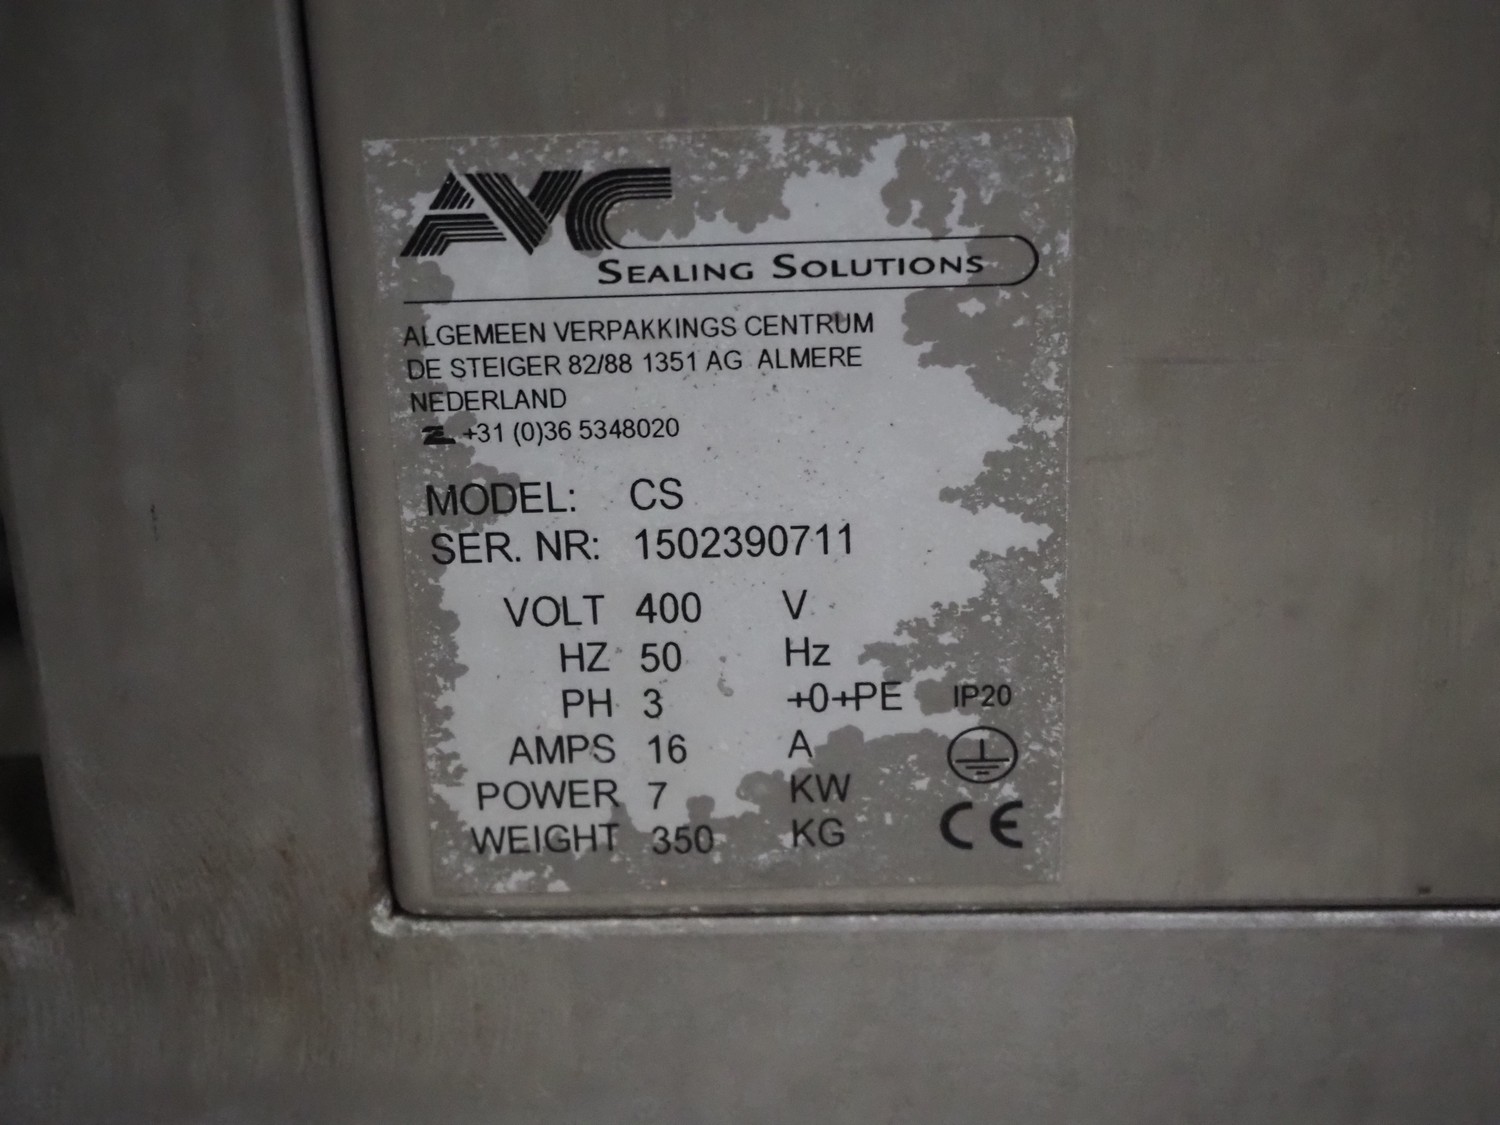 AVC
SEALING SOLUTIONS
ALGEMEEN VERPAKKINGS CENTRUM
DE STEIGER 82/88 1351 AG ALMERE
NEDERLAND
+31 (0)36 5348020
MODEL: CS
SER. NR: 1502390711
VOLT 400 V
HZ 50 Hz
PH 3 +0+PE IP20
AMPS 16 A
POWER 7 KW
WEIGHT 350 KG CE